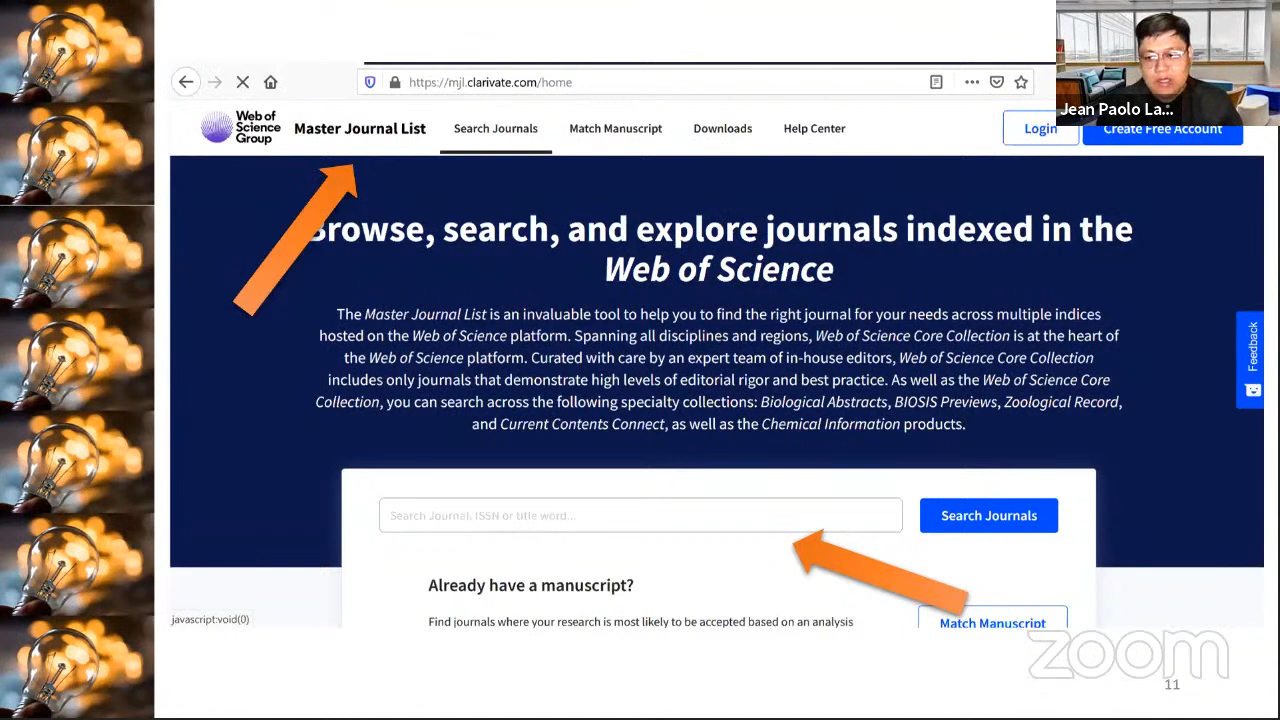 Jean Paolo La...
https://mjl.clarivate.com/home
Web of
Science
Group
Master Journal List
Search Journals
Match Manuscript
Downloads
Help Center
Login
Create Free Account
Browse, search, and explore journals indexed in the
Web of Science
The Master Journal List is an invaluable tool to help you to find the right journal for your needs across multiple indices
hosted on the Web of Science platform. Spanning all disciplines and regions, Web of Science Core Collection is at the heart of
the Web of Science platform. Curated with care by an expert team of in-house editors, Web of Science Core Collection
includes only journals that demonstrate high levels of editorial rigor and best practice. As well as the Web of Science Core
Collection, you can search across the following specialty collections: Biological Abstracts, BIOSIS Previews, Zoological Record,
and Current Contents Connect, as well as the Chemical Information products.
Feedback
Search Journal, ISSN or title word...
Search Journals
Already have a manuscript?
Find journals where your research is most likely to be accepted based on an analysis
Match Manuscript
javascript:void(0)
zoom
11